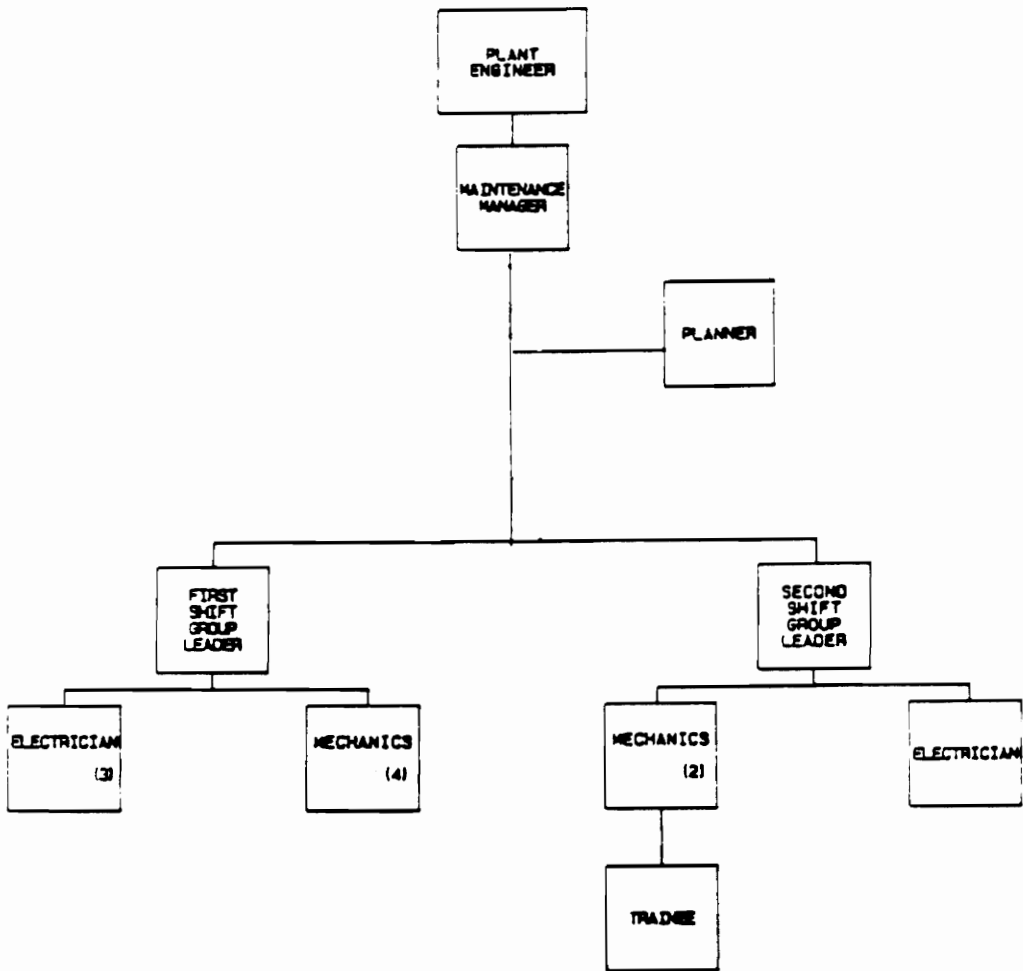 PLANT
ENGINEER
MAINTENANCE
MANAGER
PLANNER
FIRST
SHIFT
GROUP
LEADER
SECOND
SHIFT
GROUP
LEADER
ELECTRICIAN
(3)
MECHANICS
(4)
MECHANICS
(2)
ELECTRICIAN
TRAINEE